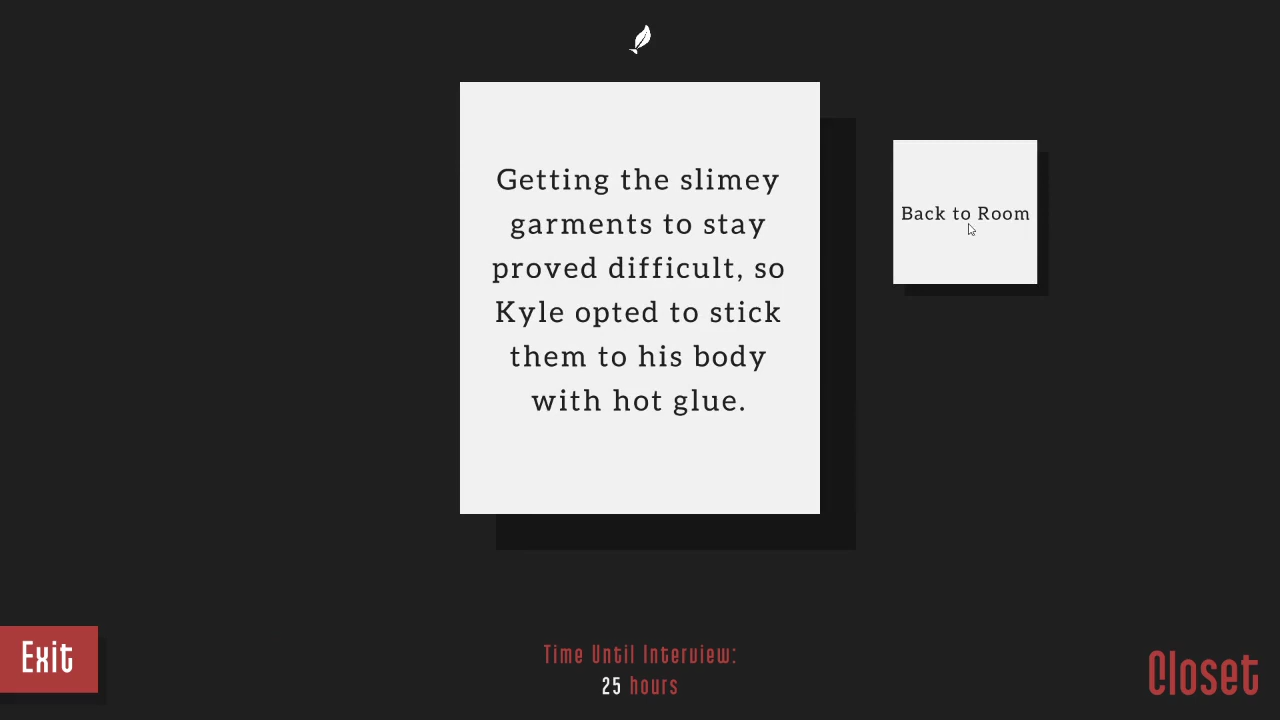 Getting the slimey
garments to stay
proved difficult, so
Kyle opted to stick
them to his body
with hot glue.
Back to Room
Exit
Time Until Interview:
25 hours
Closet